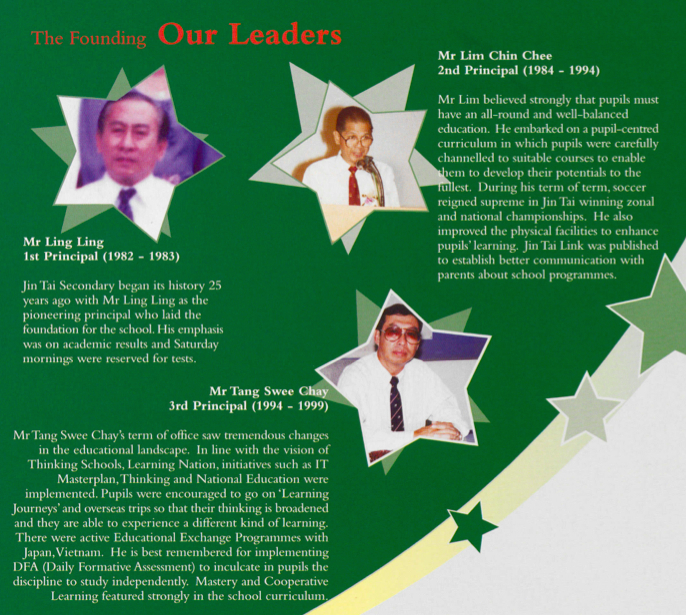 The Founding Our Leaders
Mr Ling Ling
1st Principal (1982 - 1983)
Jin Tai Secondary began its history 25
years ago with Mr Ling Ling as the
pioneering principal who laid the
foundation for the school. His emphasis
was on academic results and Saturday
mornings were reserved for tests.
Mr Lim Chin Chee
2nd Principal (1984 - 1994)
Mr Lim believed strongly that pupils must
have an all-round and well-balanced
education. He embarked on a pupil-centred
curriculum in which pupils were carefully
channelled to suitable courses to enable
them to develop their potentials to the
fullest. During his term of term, soccer
reigned supreme in Jin Tai winning zonal
and national championships. He also
improved the physical facilities to enhance
pupils' learning. Jin Tai Link was published
to establish better communication with
parents about school programmes.
Mr Tang Swee Chay
3rd Principal (1994 - 1999)
Mr Tang Swee Chay's term of office saw tremendous changes
in the educational landscape. In line with the vision of
Thinking Schools, Learning Nation, initiatives such as IT
Masterplan, Thinking and National Education were
implemented. Pupils were encouraged to go on 'Learning
Journeys' and overseas trips so that their thinking is broadened
and they are able to experience a different kind of learning.
There were active Educational Exchange Programmes with
Japan, Vietnam. He is best remembered for implementing
DFA (Daily Formative Assessment) to inculcate in pupils the
discipline to study independently. Mastery and Cooperative
Learning featured strongly in the school curriculum.